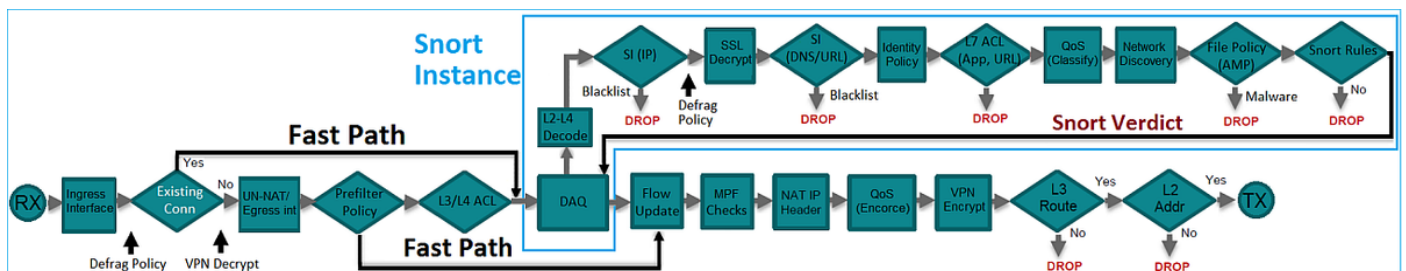 Snort
Instance
SI (IP)
SSL
Decrypt
SI
(DNS/URL)
Identity
Policy
L7 ACL
(App, URL)
QoS
(Classify)
Network
Discovery
File Policy
(AMP)
Snort Rules
Blacklist
DROP
Defrag
Policy
Blacklist
DROP
DROP
Malware
DROP
No
DROP
L2-L4
Decode
Snort Verdict
Fast Path
Yes
RX
Ingress
Interface
Existing
Conn
No
UN-NAT/
Egress int
Prefilter
Policy
L3/L4 ACL
DAQ
Flow
Update
MPF
Checks
NAT IP
Header
QoS
(Encorce)
VPN
Encrypt
L3
Route
Yes
L2
Addr
Yes
TX
Defrag Policy
VPN Decrypt
Fast Path
No
DROP
No
DROP